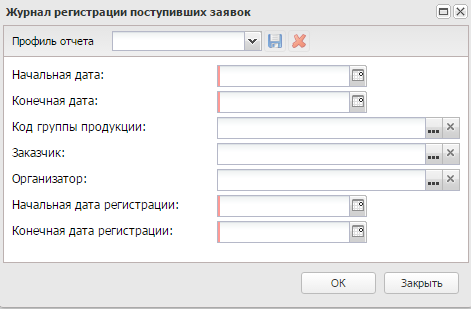 Журнал регистрации поступивших заявок
Профиль отчета
Начальная дата:
Конечная дата:
Код группы продукции:
Заказчик:
Организатор:
Начальная дата регистрации:
Конечная дата регистрации:
ОК Закрыть